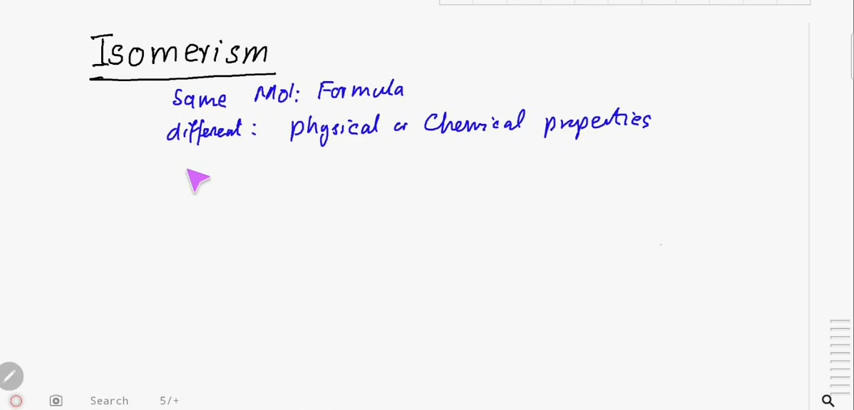 Isomerism
Same Mol: Formula
different: physical or Chemical properties
Search 5/+